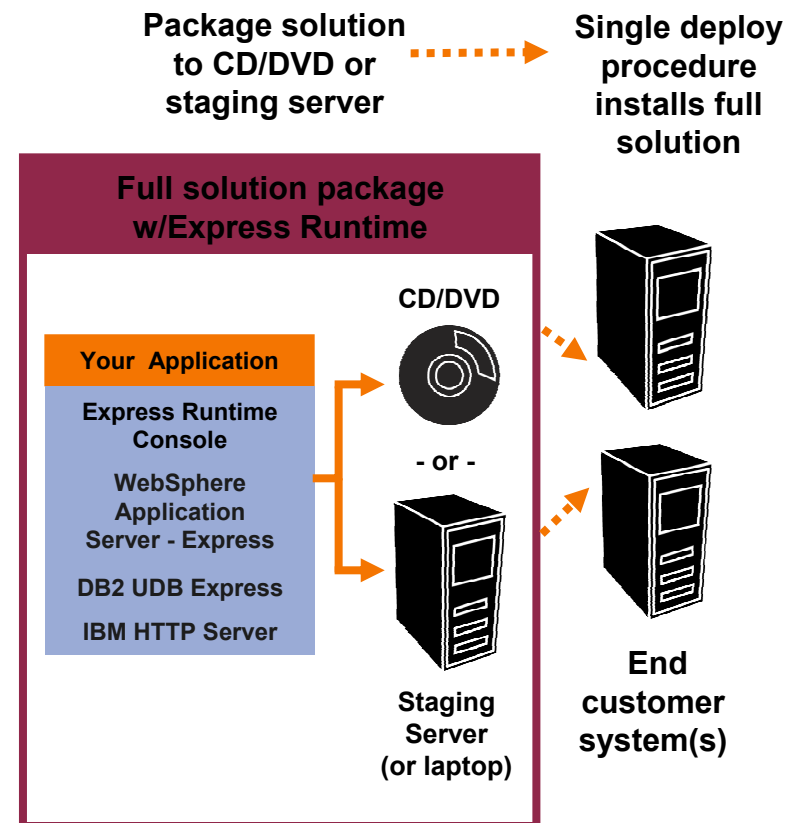 Package solution
to CD/DVD or
staging server
Single deploy
procedure
installs full
solution
Full solution package
w/Express Runtime
CD/DVD
Your Application
Express Runtime
Console
WebSphere
Application
Server - Express
DB2 UDB Express
IBM HTTP Server
- or -
Staging
Server
(or laptop)
End
customer
system(s)